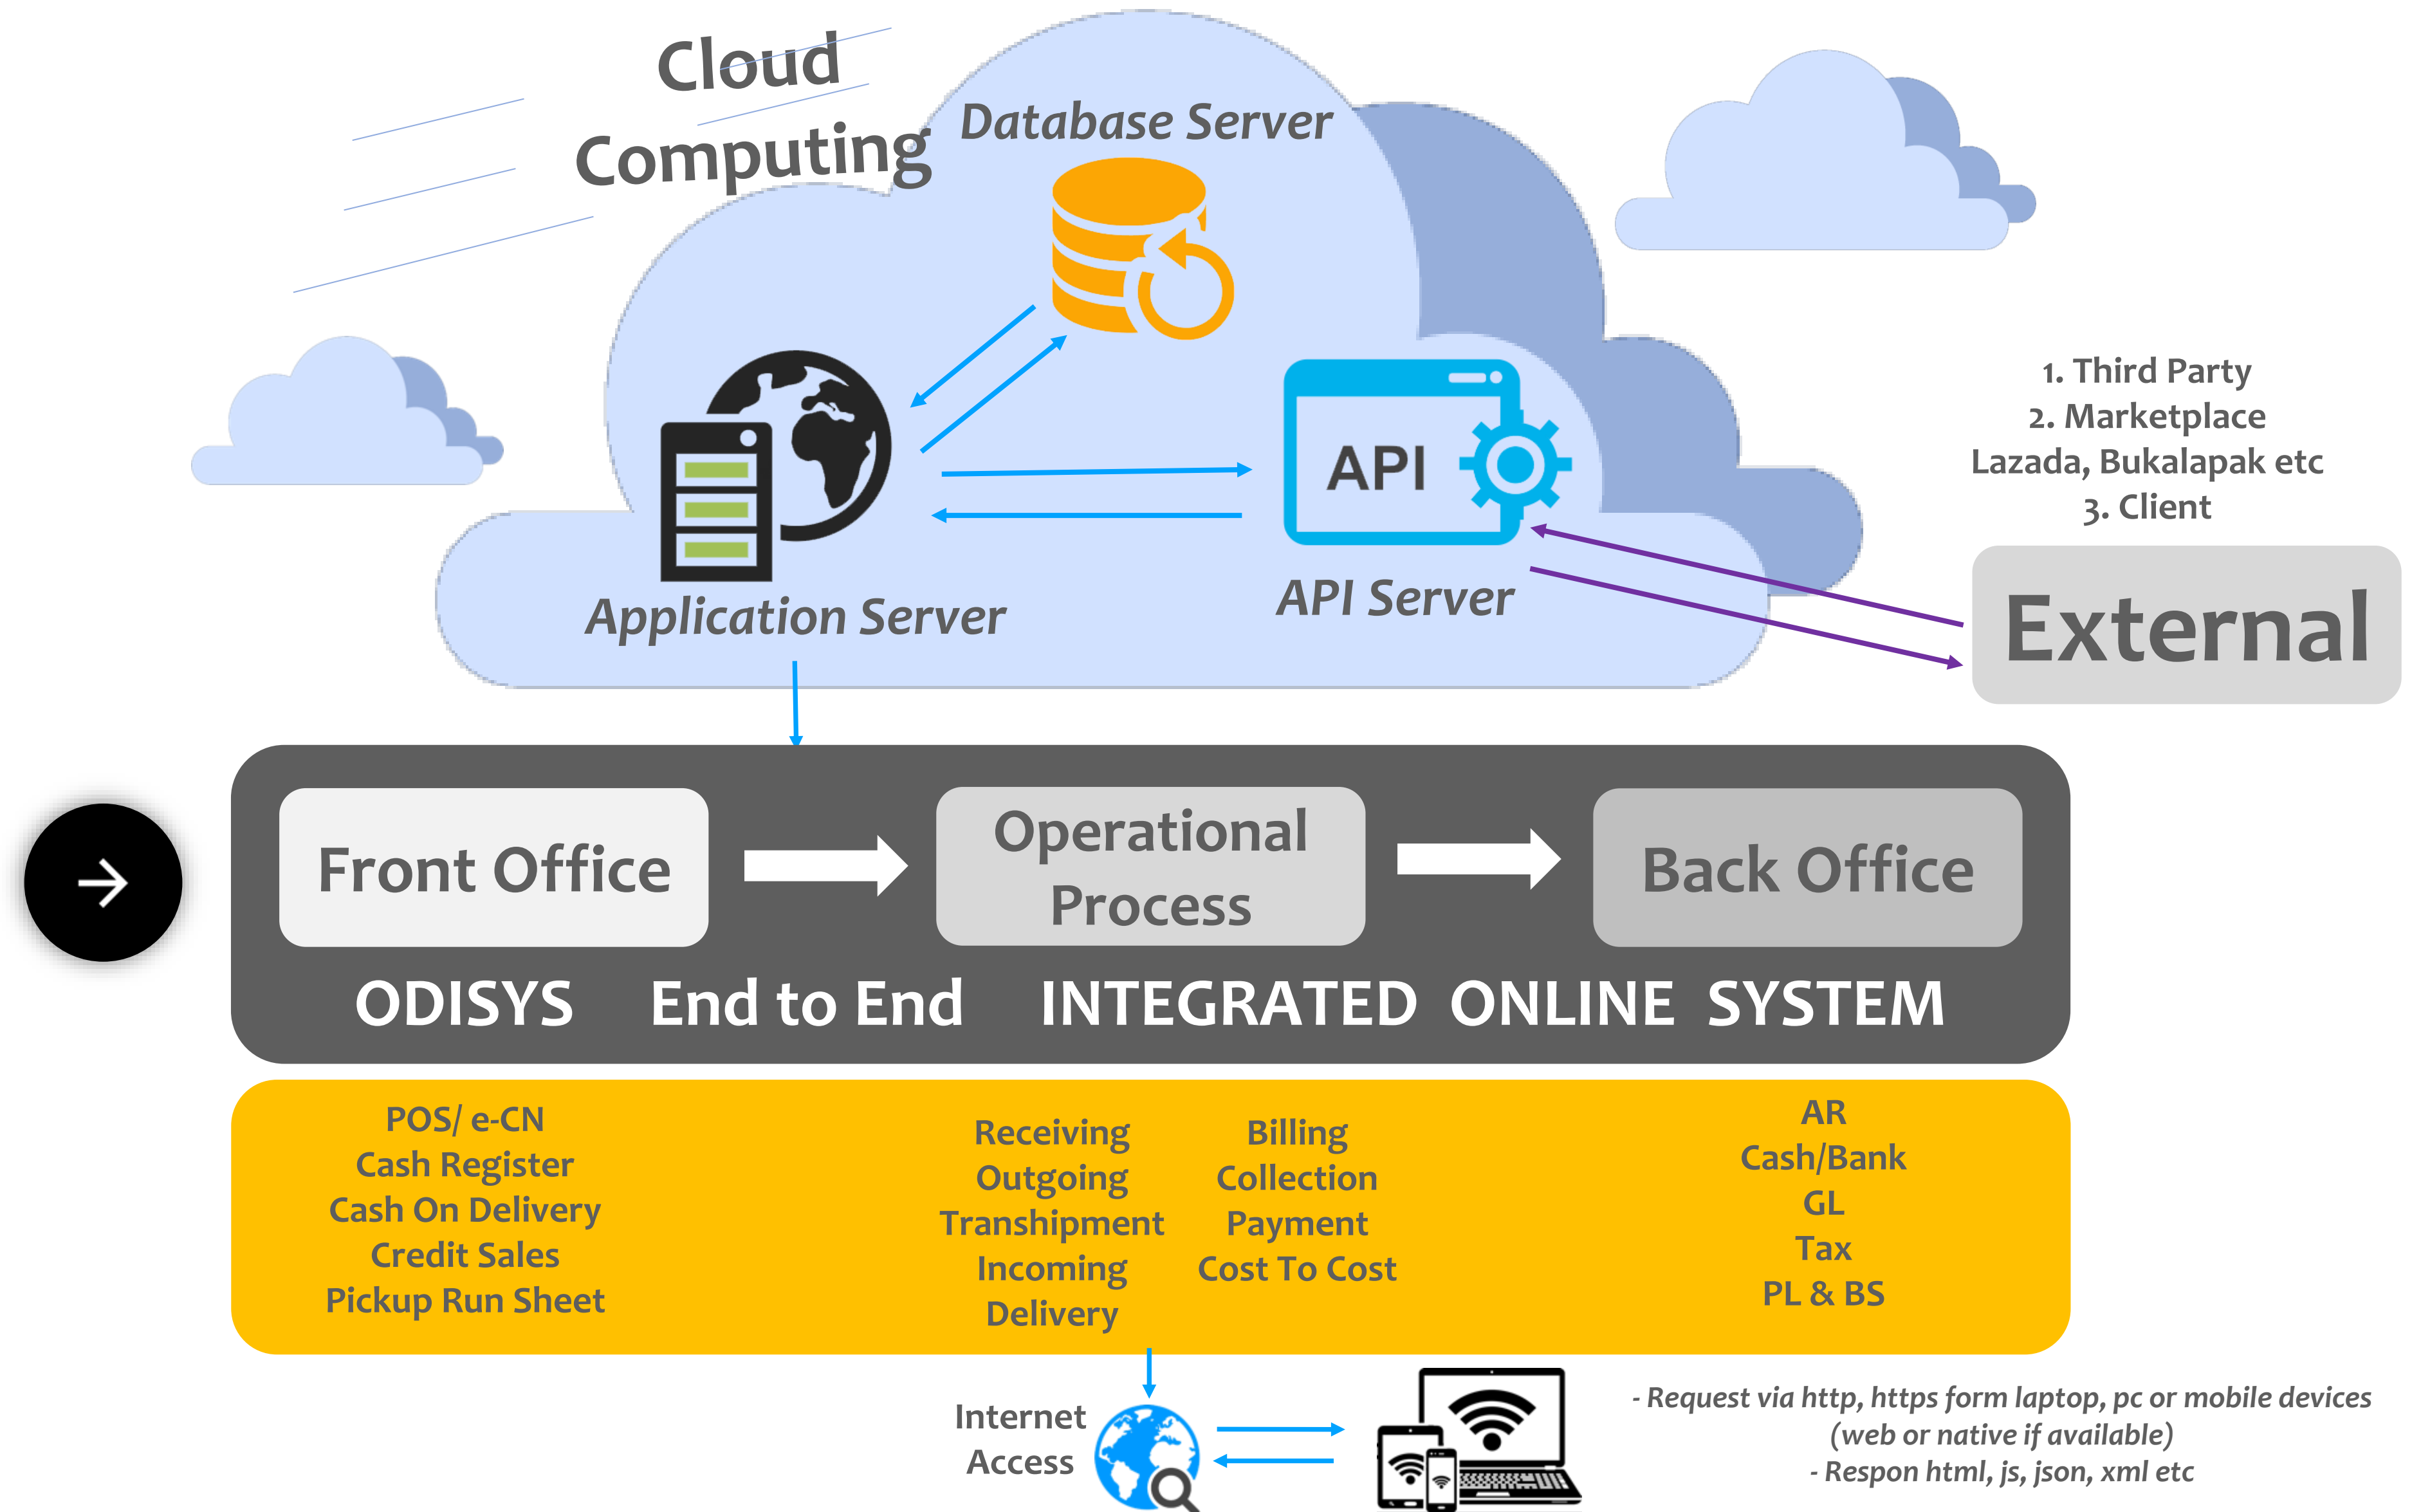 Cloud
Computing
Database Server
API
Application Server
API Server
1. Third Party
2. Marketplace
Lazada, Bukalapak etc
3. Client
External
Front Office
Operational
Process
Back Office
ODISYS End to End INTEGRATED ONLINE SYSTEM
POS/ e-CN
Cash Register
Cash On Delivery
Credit Sales
Pickup Run Sheet
Receiving
Outgoing
Transhipment
Incoming
Delivery
Billing
Collection
Payment
Cost To Cost
AR
Cash/Bank
GL
Tax
PL & BS
Internet
Access
- Request via http, https form laptop, pc or mobile devices
(web or native if available)
- Respon html, js, json, xml etc